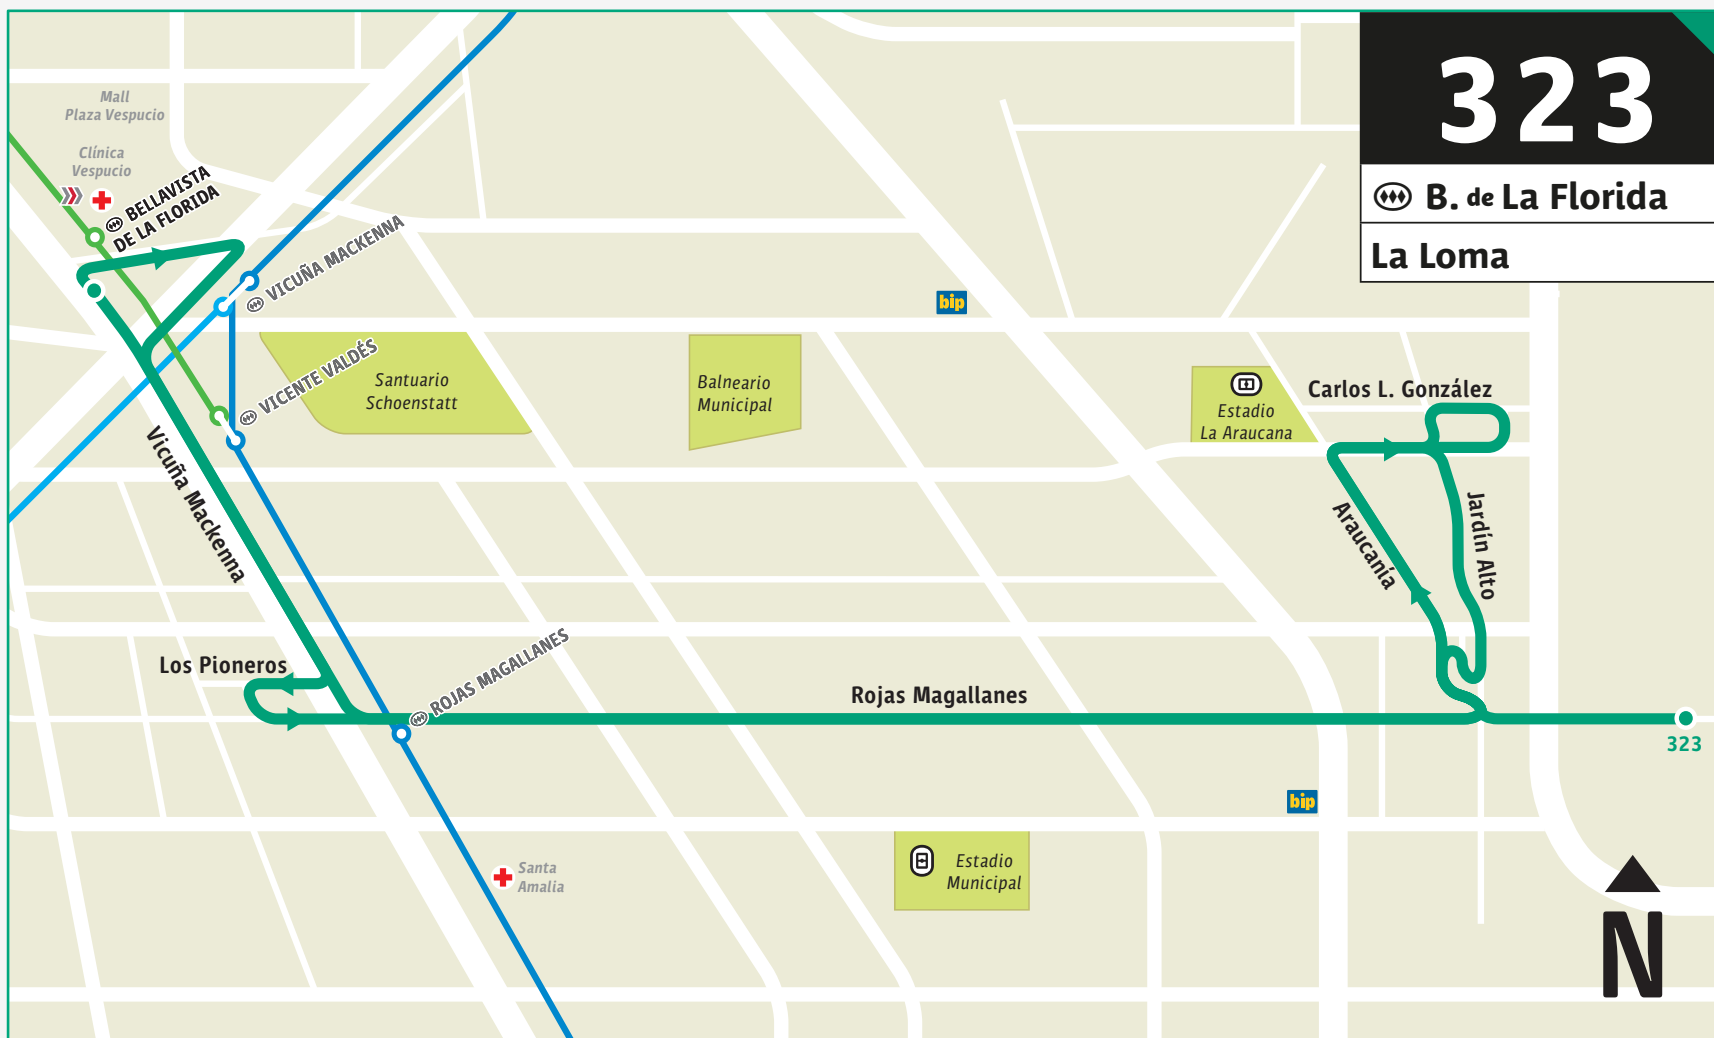 323
B. de La Florida
La Loma
Mall
Plaza Vespucio
Clínica
Vespucio
BELLAVISTA
DE LA FLORIDA
VICUÑA MACKENNA
VICENTE VALDÉS
Santuario
Schoenstatt
Balneario
Municipal
bip
Estadio
La Araucana
Carlos L. González
Vicuña Mackenna
Araucanía
Jardín Alto
Los Pioneros
ROJAS MAGALLANES
Rojas Magallanes
323
bip
Santa
Amalia
Estadio
Municipal
N